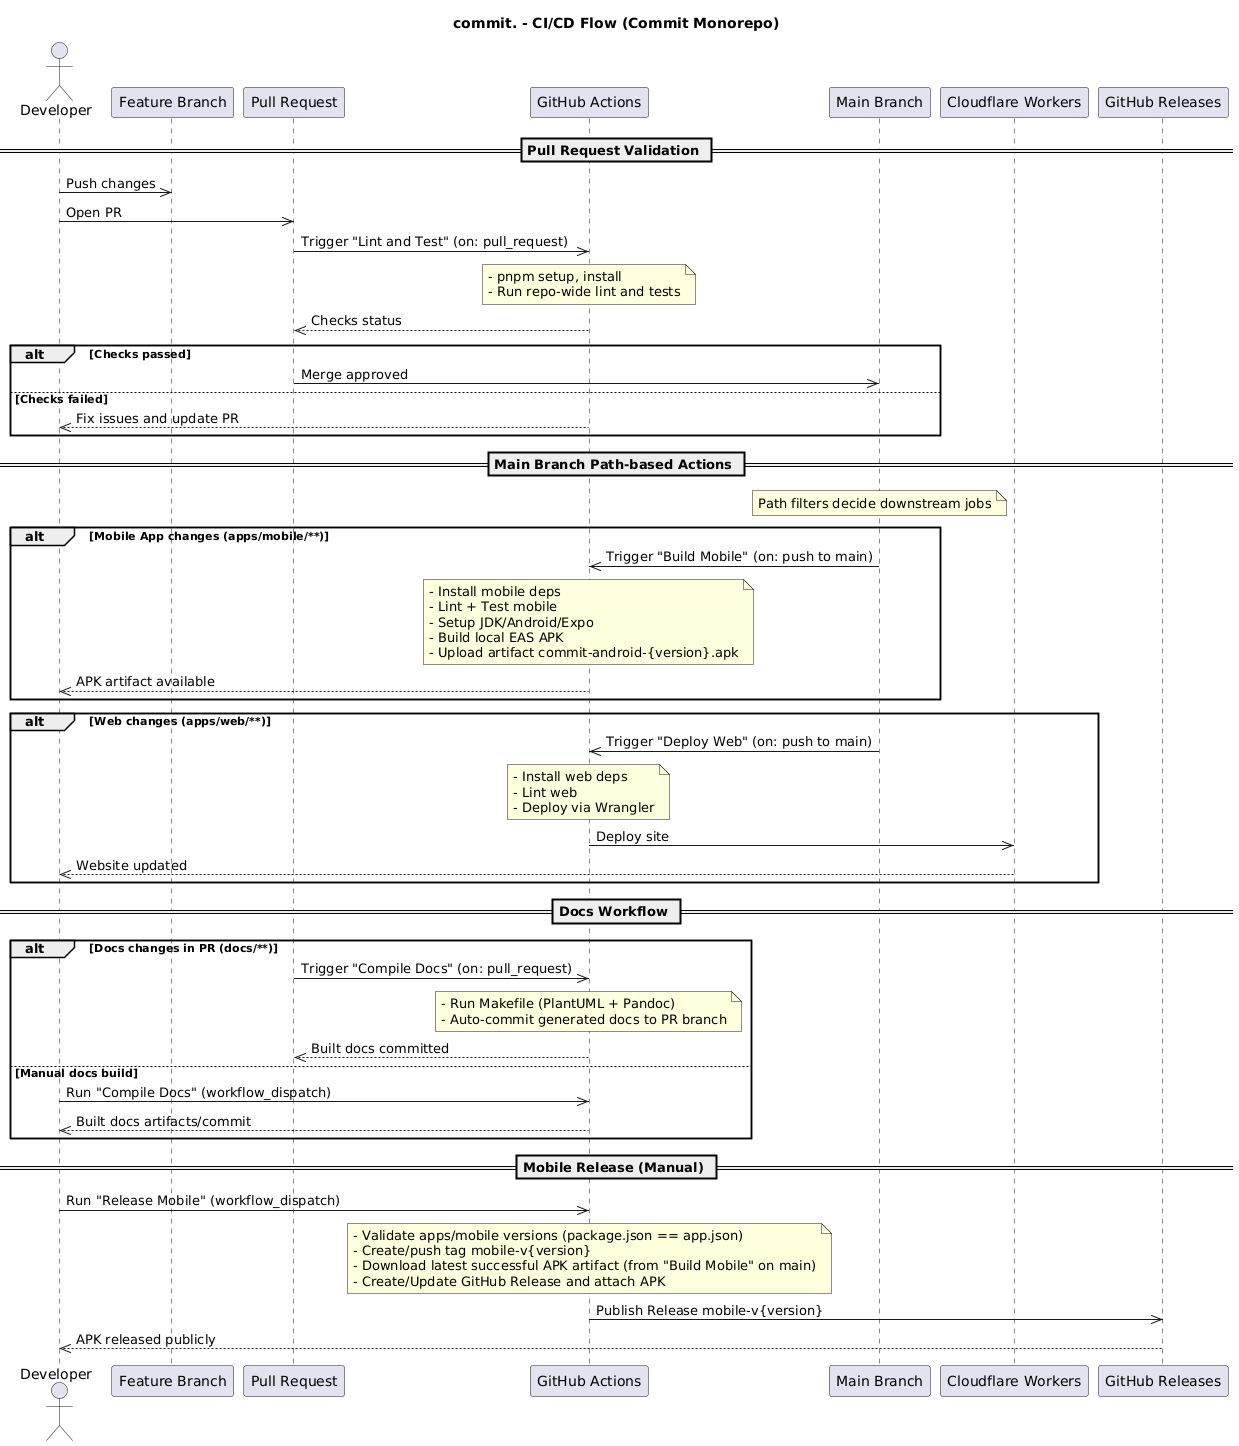 commit. - CI/CD Flow (Commit Monorepo)
Developer
Feature Branch
Pull Request
GitHub Actions
Main Branch
Cloudflare Workers
GitHub Releases
Pull Request Validation
Push changes
Open PR
Trigger "Lint and Test" (on: pull_request)
- pnpm setup, install
- Run repo-wide lint and tests
Checks status
alt
[Checks passed]
Merge approved
[Checks failed]
Fix issues and update PR
Main Branch Path-based Actions
Path filters decide downstream jobs
alt
[Mobile App changes (apps/mobile/**)]
Trigger "Build Mobile" (on: push to main)
- Install mobile deps
- Lint + Test mobile
- Setup JDK/Android/Expo
- Build local EAS APK
- Upload artifact commit-android-{version}.apk
APK artifact available
alt
[Web changes (apps/web/**)]
Trigger "Deploy Web" (on: push to main)
- Install web deps
- Lint web
- Deploy via Wrangler
Deploy site
Website updated
Docs Workflow
alt
[Docs changes in PR (docs/**)]
Trigger "Compile Docs" (on: pull_request)
- Run Makefile (PlantUML + Pandoc)
- Auto-commit generated docs to PR branch
Built docs committed
[Manual docs build]
Run "Compile Docs" (workflow_dispatch)
Built docs artifacts/commit
Mobile Release (Manual)
Run "Release Mobile" (workflow_dispatch)
- Validate apps/mobile versions (package.json == app.json)
- Create/push tag mobile-v{version}
- Download latest successful APK artifact (from "Build Mobile" on main)
- Create/Update GitHub Release and attach APK
Publish Release mobile-v{version}
APK released publicly
Developer
Feature Branch
Pull Request
GitHub Actions
Main Branch
Cloudflare Workers
GitHub Releases